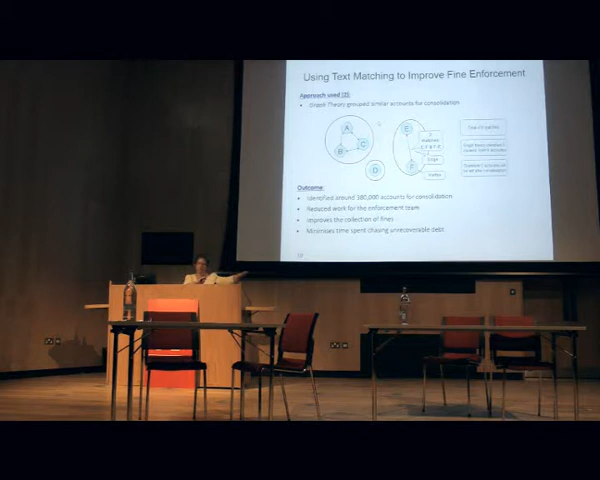 Using Text Matching to Improve Fine Enforcement
Approach used (2):
Graph Theory grouped similar accounts for consolidation
A
B
C
D
E
F
Edge
Vertex
Outcome:
Identified around 380,000 accounts for consolidation
Reduced work for the enforcement team
Improves the collection of fines
Minimises time spent chasing unrecoverable debt